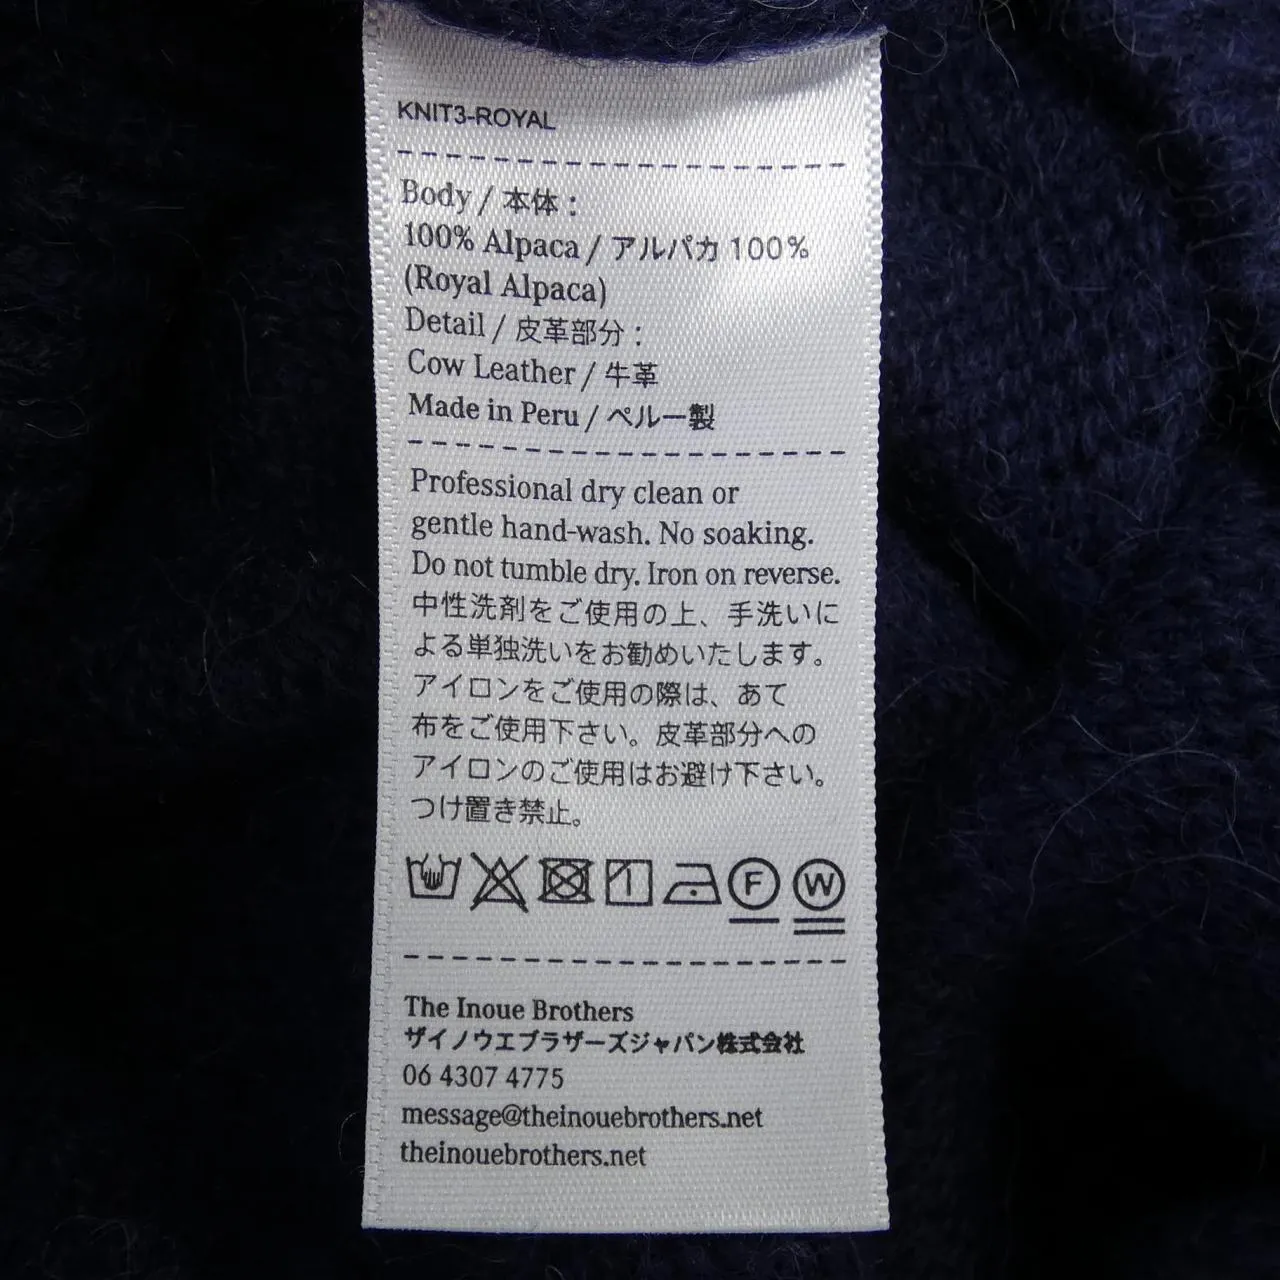 KNIT3-ROYAL
Body / 本体：
100% Alpaca / アルパカ 100%
(Royal Alpaca)
Detail / 皮革部分：
Cow Leather / 牛革
Made in Peru / ペルー製
Professional dry clean or
gentle hand-wash. No soaking.
Do not tumble dry. Iron on reverse.
中性洗剤をご使用の上、手洗いに
よる単独洗いをお勧めいたします。
アイロンをご使用の際は、あて
布をご使用下さい。皮革部分への
アイロンのご使用はお避け下さい。
つけ置き禁止。
F W
The Inoue Brothers
ザイノウエブラザーズジャパン株式会社
06 4307 4775
message@theinouebrothers.net
theinouebrothers.net